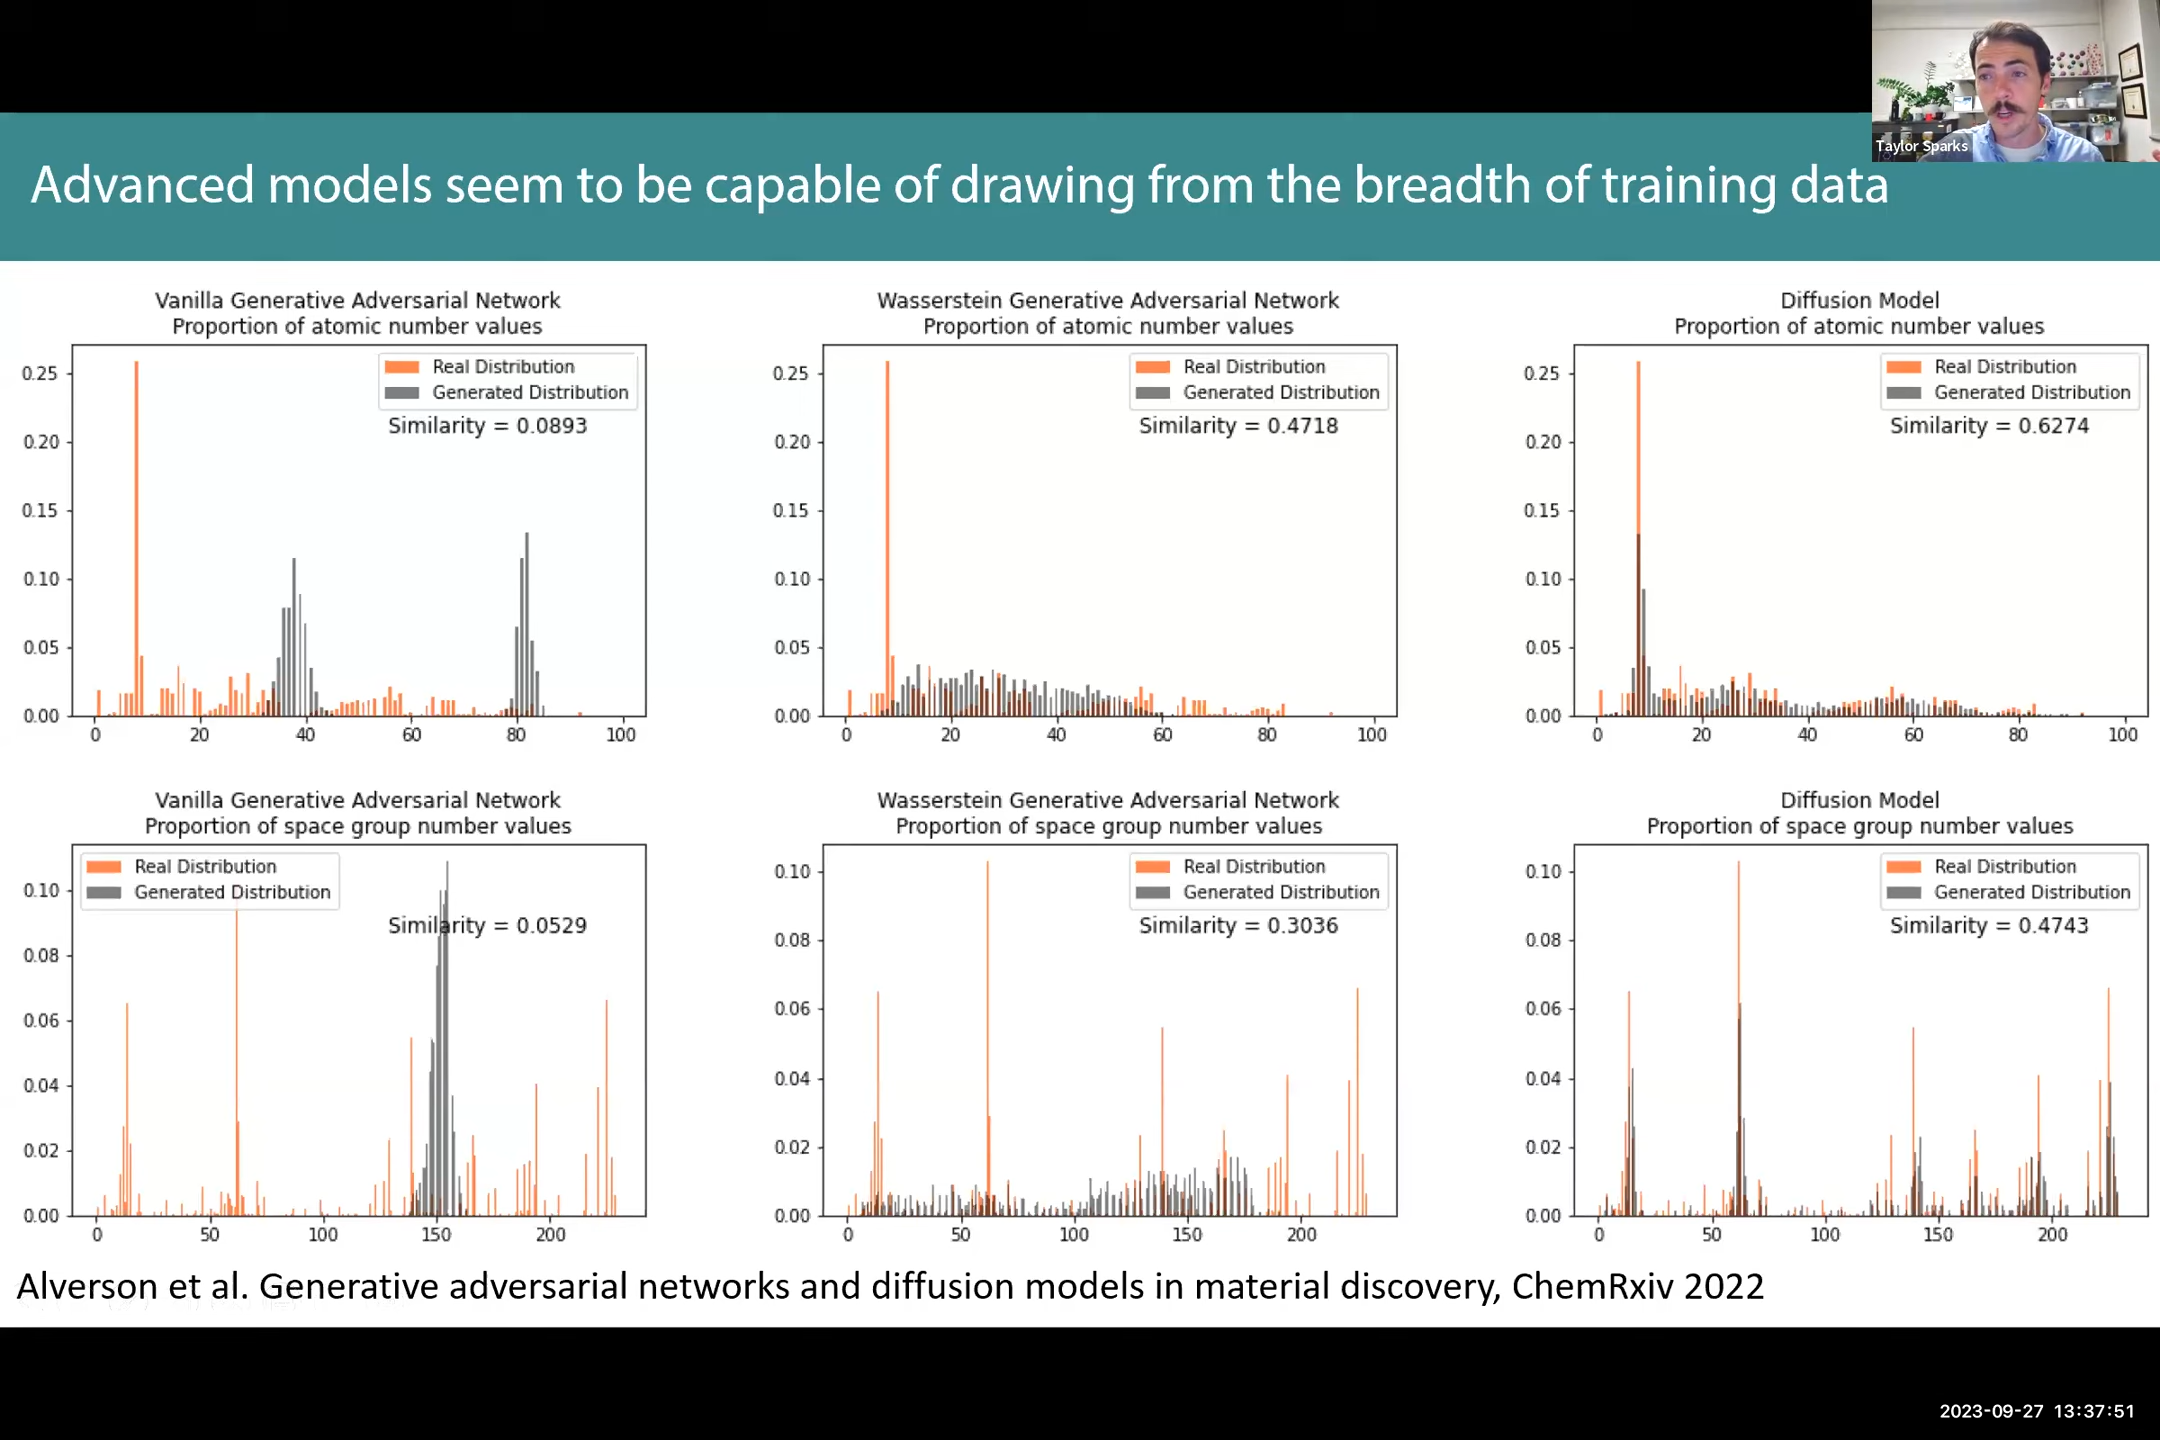 Taylor Sparks
Advanced models seem to be capable of drawing from the breadth of training data
Vanilla Generative Adversarial Network
Proportion of atomic number values
Real Distribution
Generated Distribution
Similarity = 0.0893
0.25
0.20
0.15
0.10
0.05
0.00
0 20 40 60 80 100
Wasserstein Generative Adversarial Network
Proportion of atomic number values
Real Distribution
Generated Distribution
Similarity = 0.4718
0.25
0.20
0.15
0.10
0.05
0.00
0 20 40 60 80 100
Diffusion Model
Proportion of atomic number values
Real Distribution
Generated Distribution
Similarity = 0.6274
0.25
0.20
0.15
0.10
0.05
0.00
0 20 40 60 80 100
Vanilla Generative Adversarial Network
Proportion of space group number values
Real Distribution
Generated Distribution
Similarity = 0.0529
0.10
0.08
0.06
0.04
0.02
0.00
0 50 100 150 200
Wasserstein Generative Adversarial Network
Proportion of space group number values
Real Distribution
Generated Distribution
Similarity = 0.3036
0.10
0.08
0.06
0.04
0.02
0.00
0 50 100 150 200
Diffusion Model
Proportion of space group number values
Real Distribution
Generated Distribution
Similarity = 0.4743
0.10
0.08
0.06
0.04
0.02
0.00
0 50 100 150 200
Alverson et al. Generative adversarial networks and diffusion models in material discovery, ChemRxiv 2022
2023-09-27 13:37:51